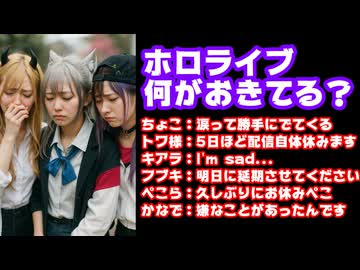 ホロライブ
何がおきてる?
ちょこ:涙って勝手にでてくる
トワ様:5日ほど配信自体休みます
キアラ:I'm sad...
フブキ:明日に延期させてください
ぺこら:久しぶりにお休みぺこ
かなで:嫌なことがあったんです